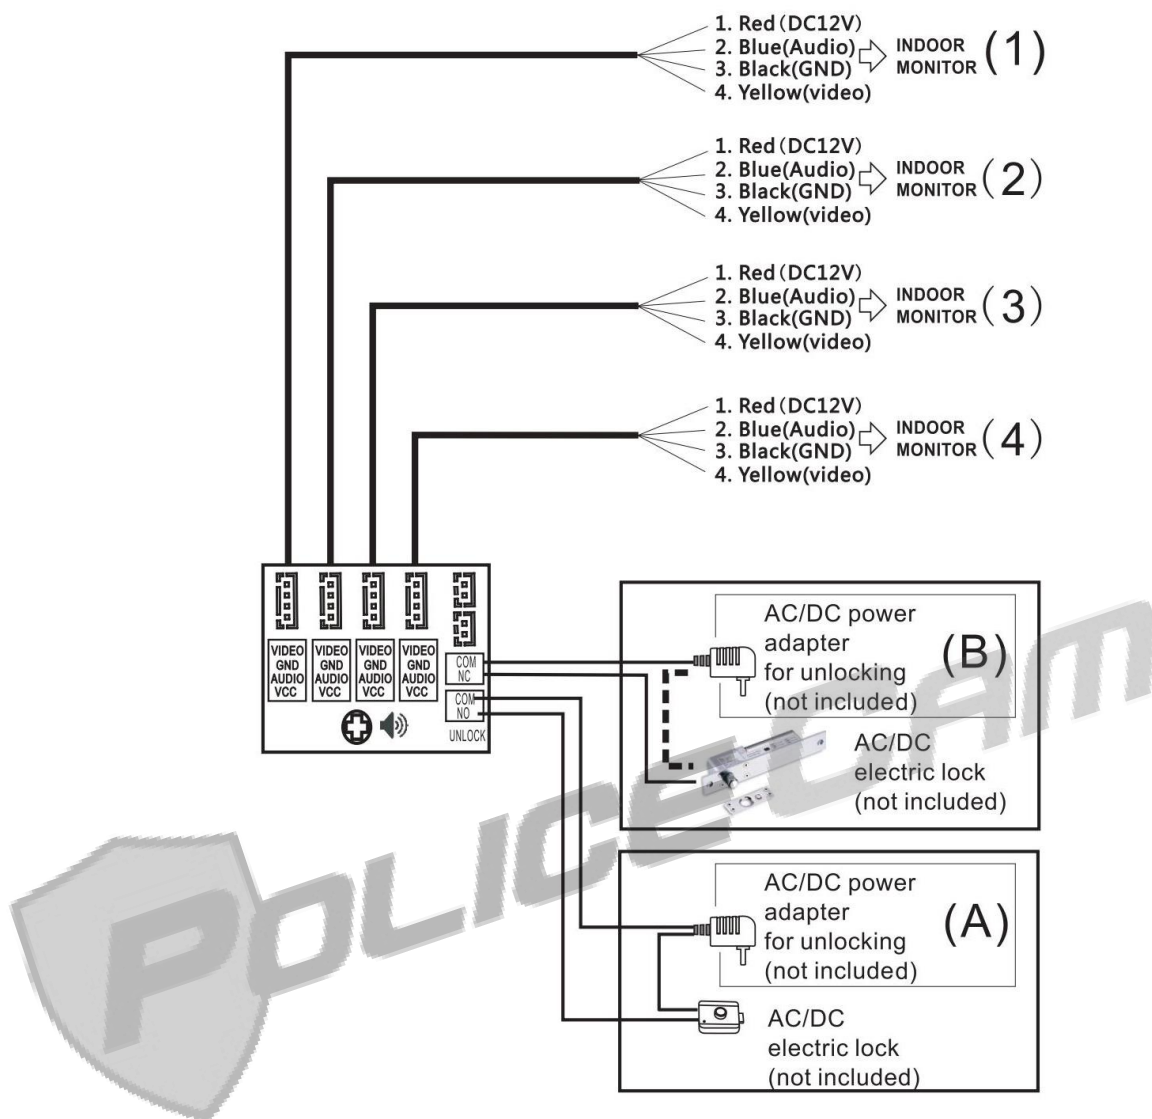 1. Red (DC12V)
2. Blue(Audio)
3. Black(GND)
4. Yellow(video)
INDOOR
MONITOR (1)
1. Red (DC12V)
2. Blue(Audio)
3. Black(GND)
4. Yellow(video)
INDOOR
MONITOR (2)
1. Red (DC12V)
2. Blue(Audio)
3. Black(GND)
4. Yellow(video)
INDOOR
MONITOR (3)
1. Red (DC12V)
2. Blue(Audio)
3. Black(GND)
4. Yellow(video)
INDOOR
MONITOR (4)
VIDEO
GND
AUDIO
VCC
VIDEO
GND
AUDIO
VCC
VIDEO
GND
AUDIO
VCC
VIDEO
GND
AUDIO
VCC
COM
NC
COM
NO
UNLOCK
AC/DC power
adapter
for unlocking
(not included)
(B)
AC/DC
electric lock
(not included)
AC/DC power
adapter
for unlocking
(not included)
(A)
AC/DC
electric lock
(not included)
POLICE-CAM